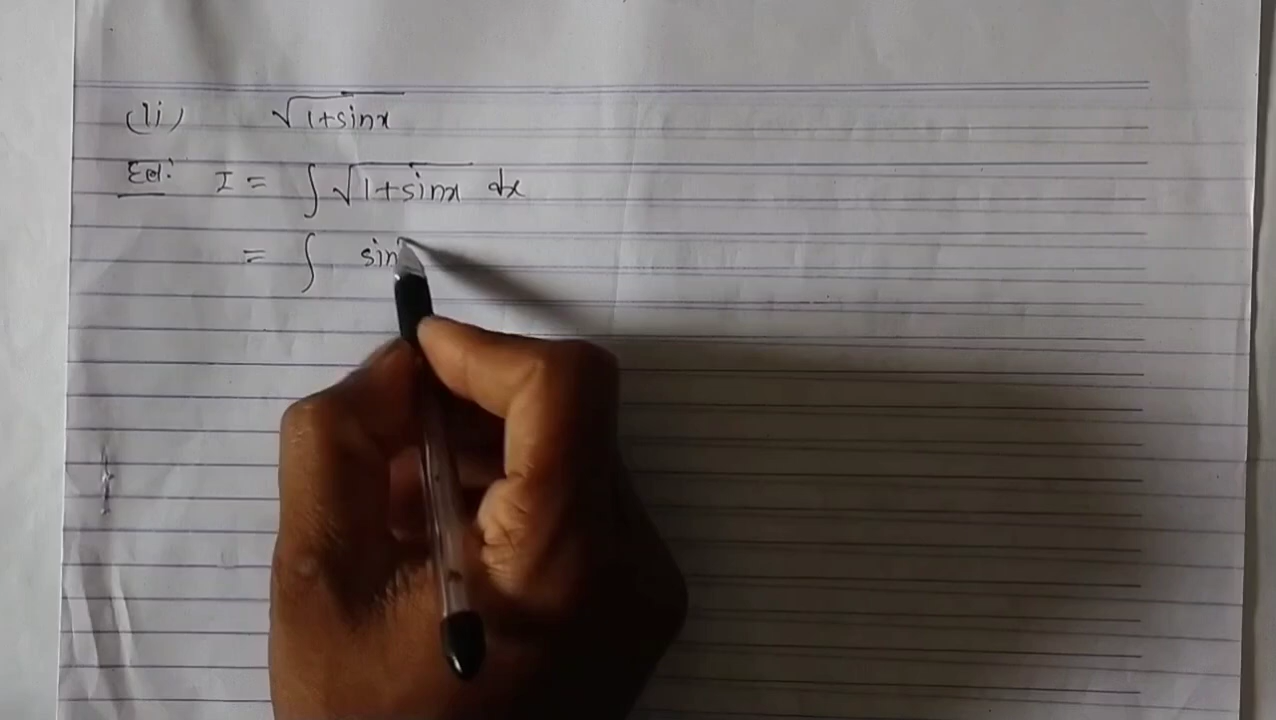 (ii) √(1+sinx)
Sol: I = ∫ √(1+sinx) dx
= ∫ sin